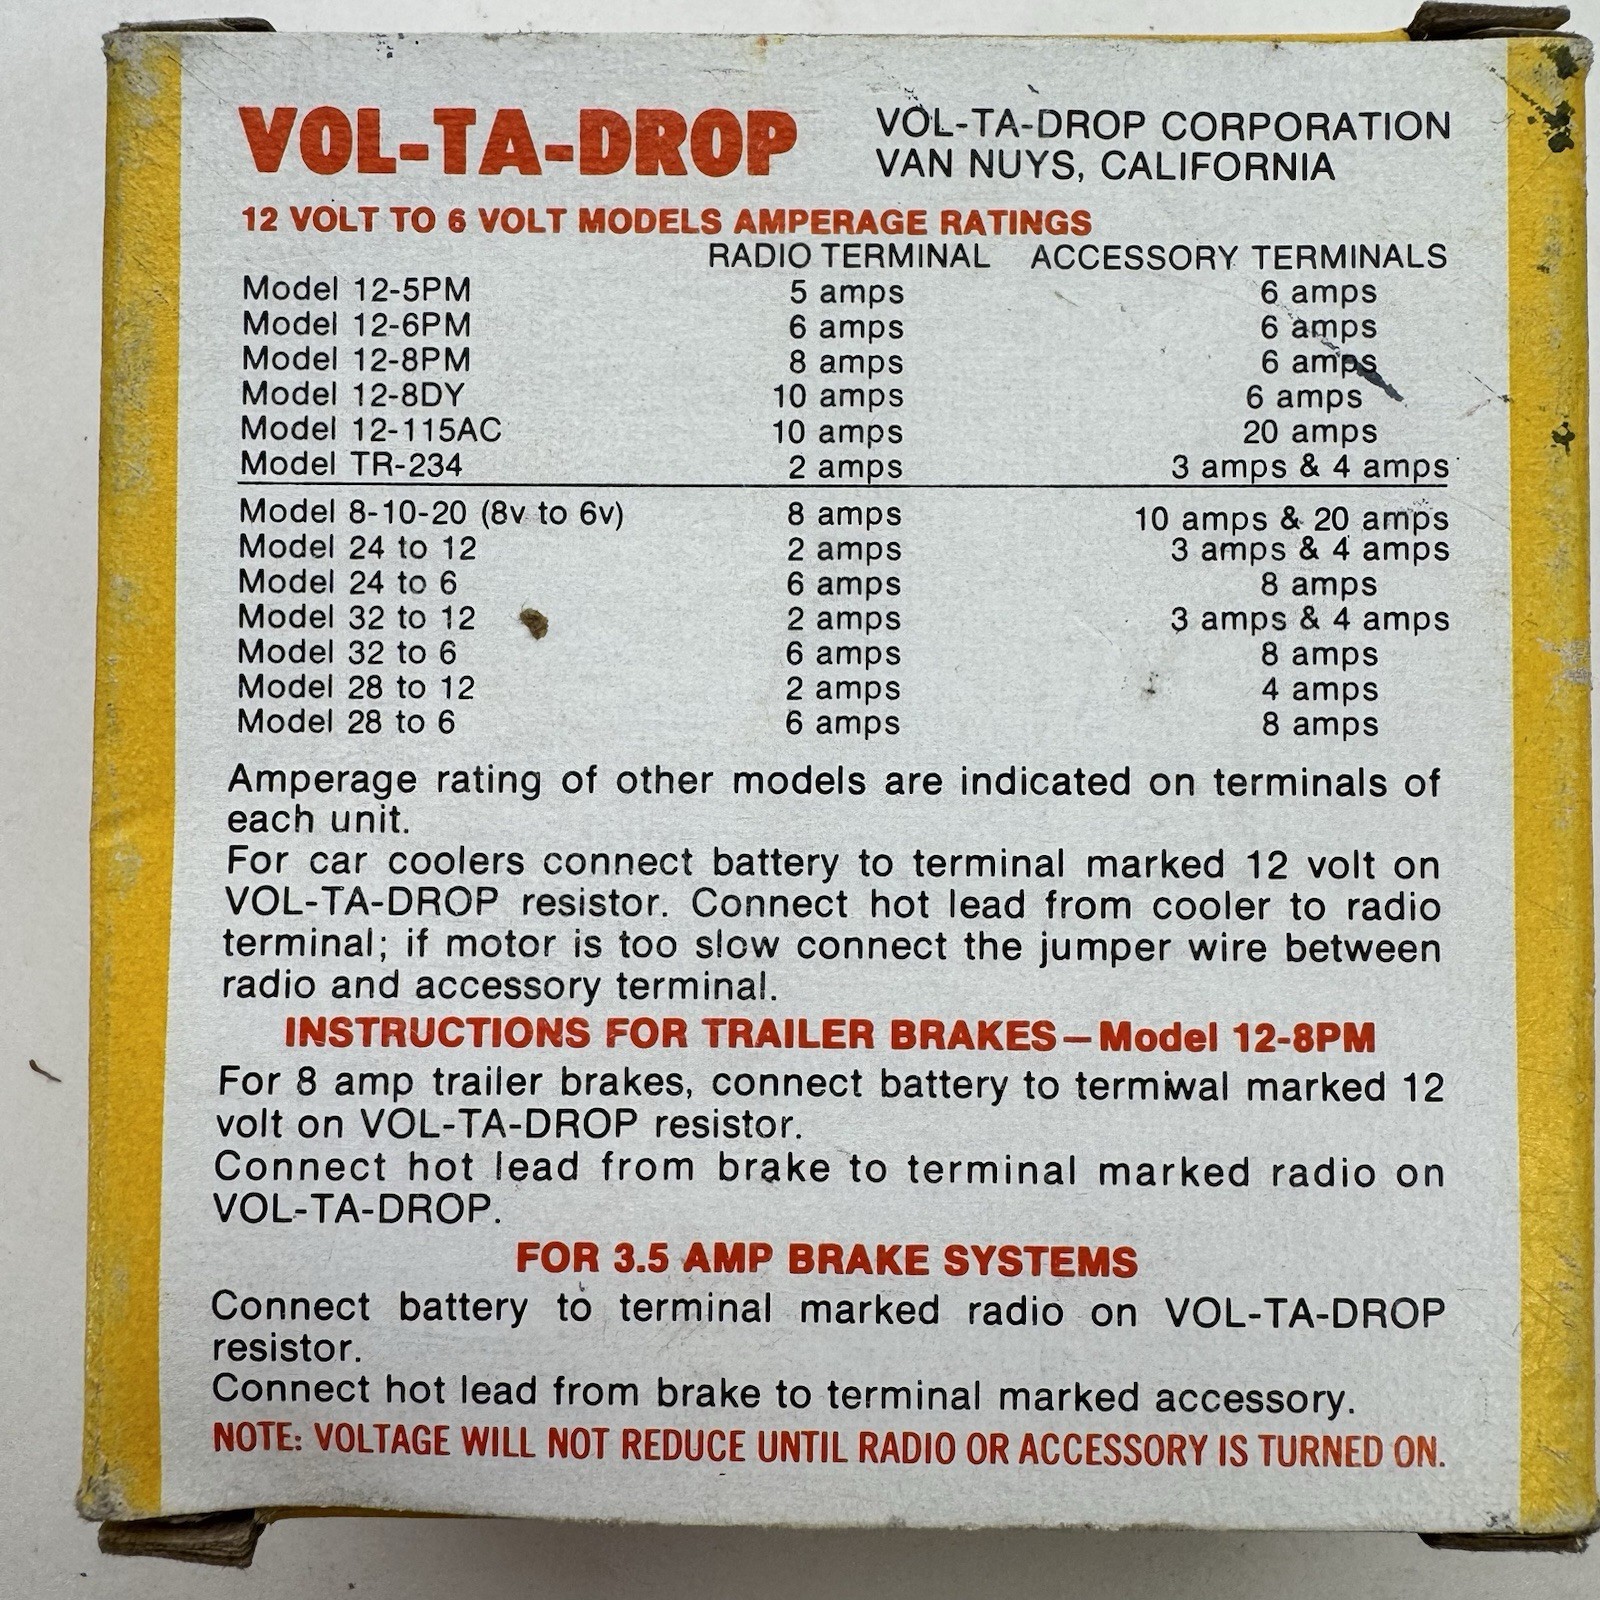 VOL-TA-DROP
VOL-TA-DROP CORPORATION
VAN NUYS, CALIFORNIA
12 VOLT TO 6 VOLT MODELS AMPERAGE RATINGS
RADIO TERMINAL ACCESSORY TERMINALS
Model 12-5PM 5 amps 6 amps
Model 12-6PM 6 amps 6 amps
Model 12-8PM 8 amps 6 amps
Model 12-8DY 10 amps 6 amps
Model 12-115AC 10 amps 20 amps
Model TR-234 2 amps 3 amps & 4 amps
Model 8-10-20 (8v to 6v) 8 amps 10 amps & 20 amps
Model 24 to 12 2 amps 3 amps & 4 amps
Model 24 to 6 6 amps 8 amps
Model 32 to 12 2 amps 3 amps & 4 amps
Model 32 to 6 6 amps 8 amps
Model 28 to 12 2 amps 4 amps
Model 28 to 6 6 amps 8 amps
Amperage rating of other models are indicated on terminals of
each unit.
For car coolers connect battery to terminal marked 12 volt on
VOL-TA-DROP resistor. Connect hot lead from cooler to radio
terminal; if motor is too slow connect the jumper wire between
radio and accessory terminal.
INSTRUCTIONS FOR TRAILER BRAKES—Model 12-8PM
For 8 amp trailer brakes, connect battery to termiwal marked 12
volt on VOL-TA-DROP resistor.
Connect hot lead from brake to terminal marked radio on
VOL-TA-DROP.
FOR 3.5 AMP BRAKE SYSTEMS
Connect battery to terminal marked radio on VOL-TA-DROP
resistor.
Connect hot lead from brake to terminal marked accessory.
NOTE: VOLTAGE WILL NOT REDUCE UNTIL RADIO OR ACCESSORY IS TURNED ON.